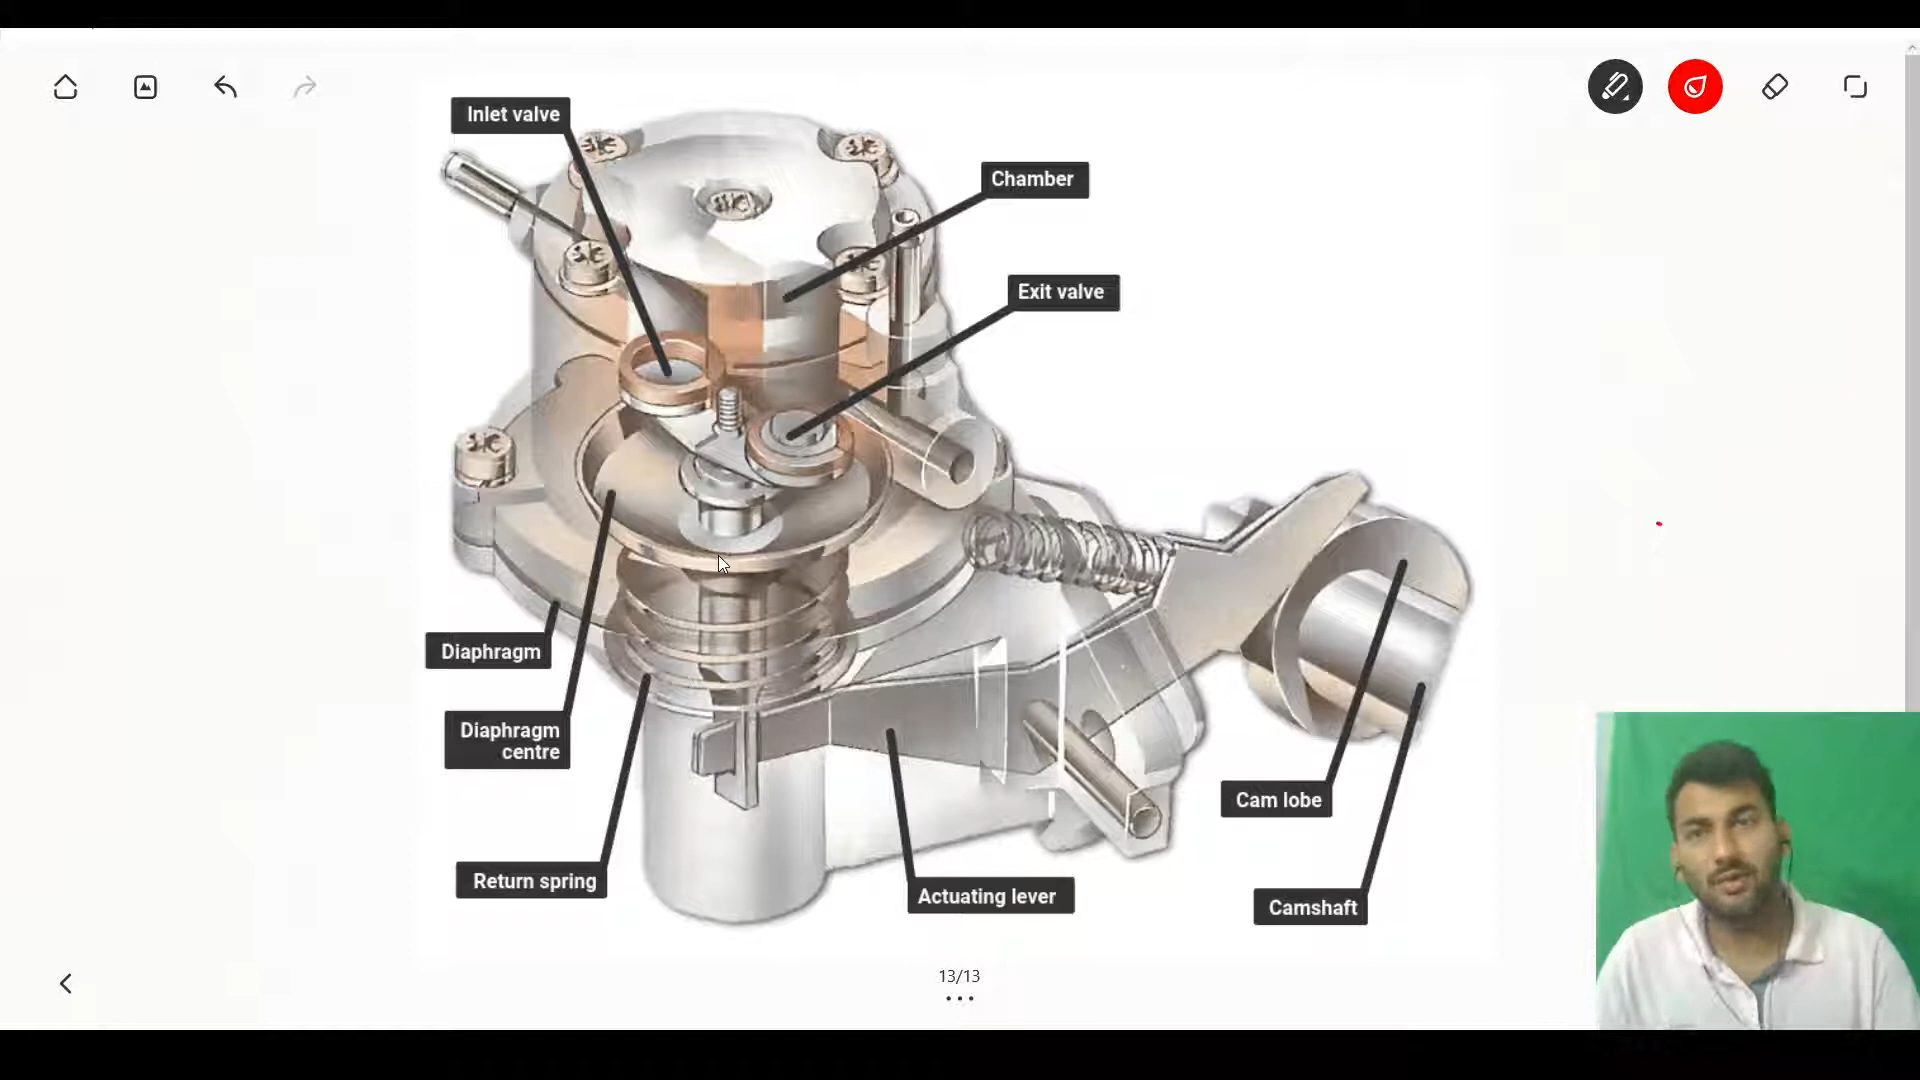 Inlet valve
Chamber
Exit valve
Diaphragm
Diaphragm
centre
Cam lobe
Return spring
Actuating lever
Camshaft
13/13